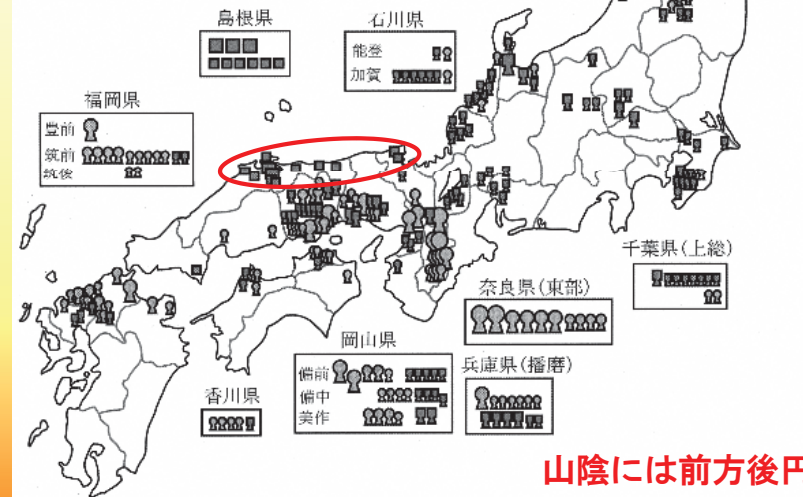 島根県
石川県
能登
加賀
福岡県
豊前
筑前
筑後
千葉県(上総)
奈良県(東部)
岡山県
備前
備中
美作
兵庫県(播磨)
香川県
山陰には前方後円